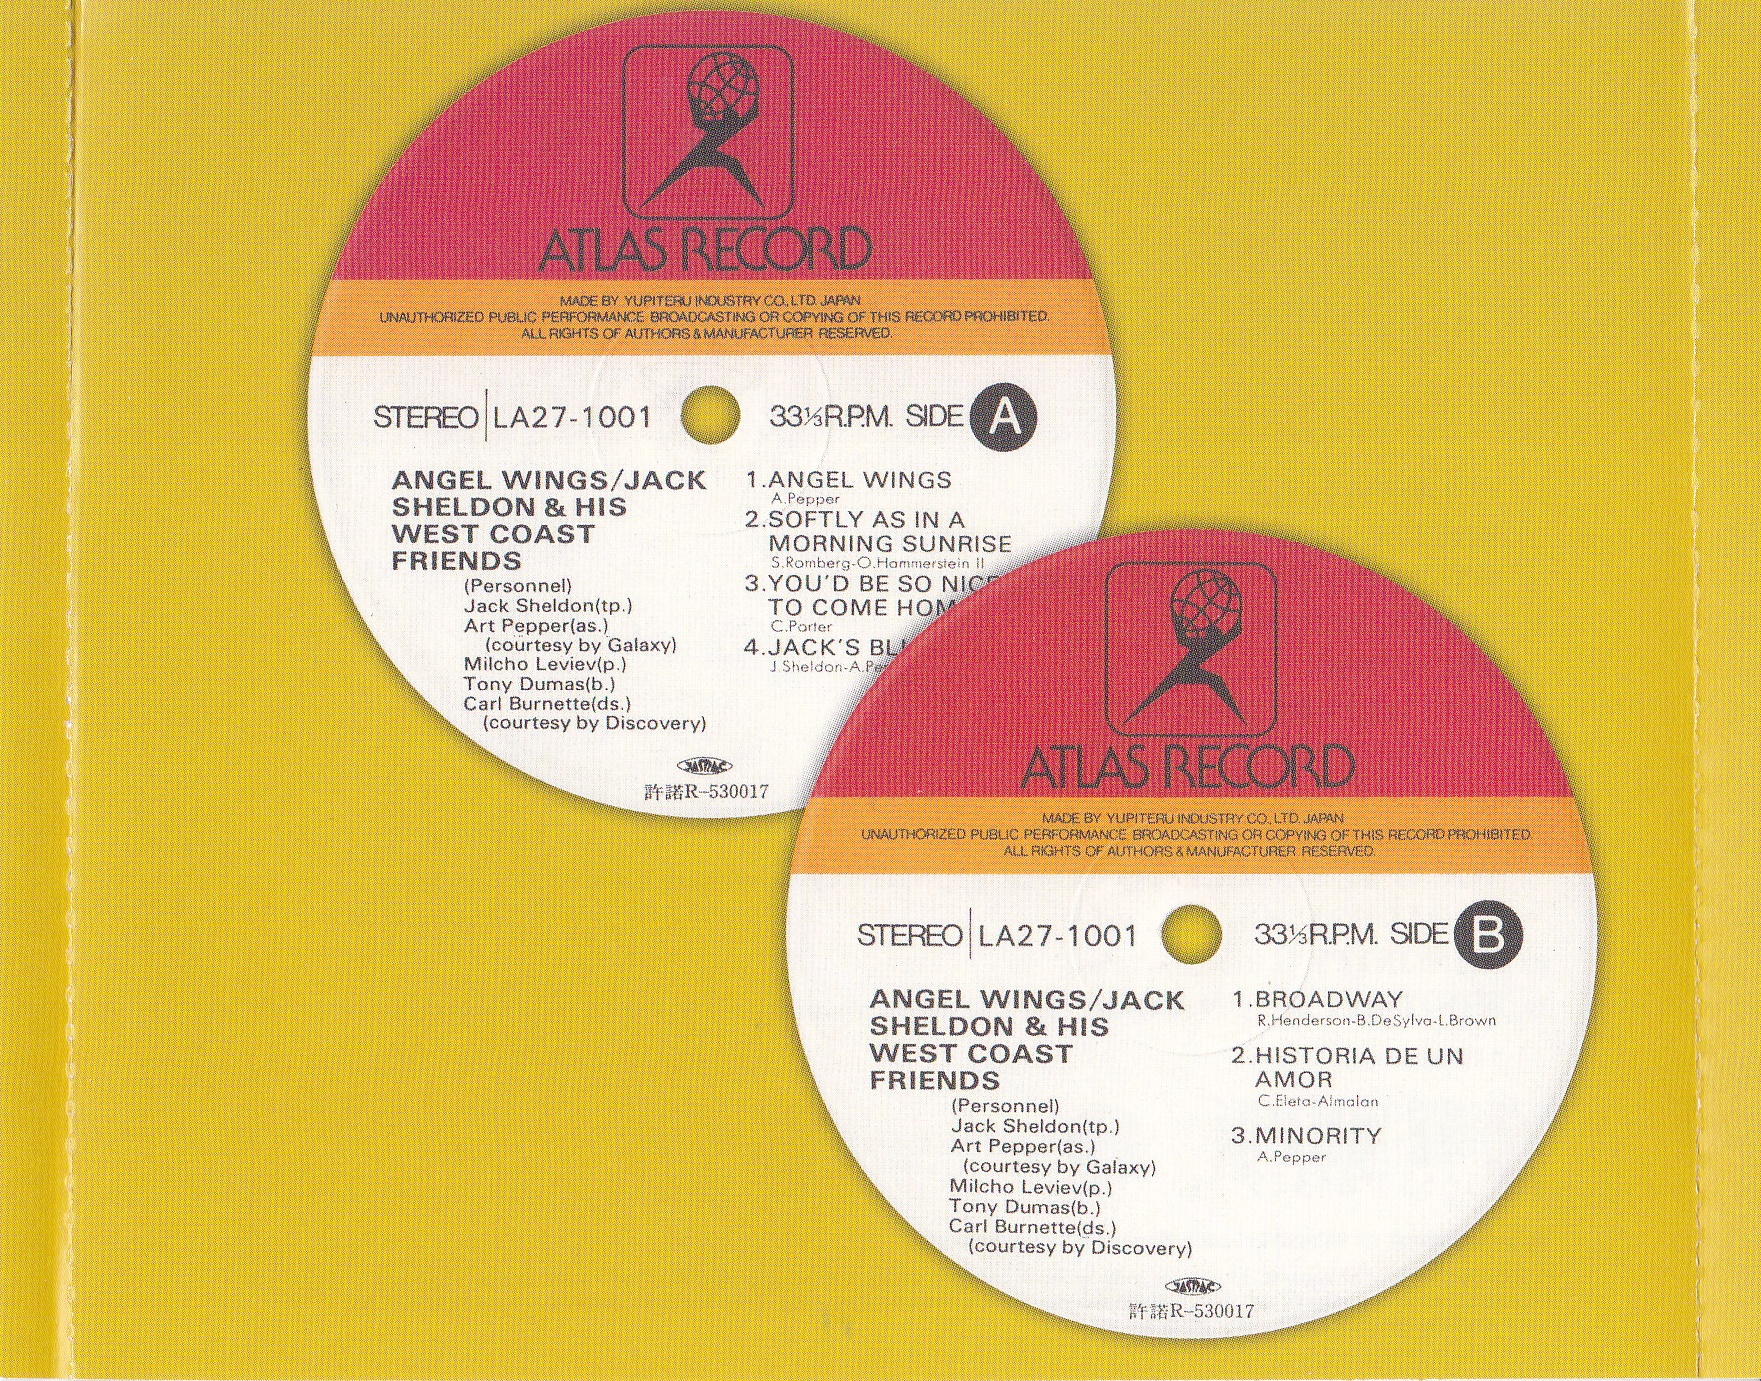 ATLAS RECORD
MADE BY YUPITERU INDUSTRY CO., LTD. JAPAN
UNAUTHORIZED PUBLIC PERFORMANCE BROADCASTING OR COPYING OF THIS RECORD PROHIBITED.
ALL RIGHTS OF AUTHORS & MANUFACTURER RESERVED.
STEREO LA27-1001 33⅓R.P.M. SIDE A
ANGEL WINGS/JACK
SHELDON & HIS
WEST COAST
FRIENDS
(Personnel)
Jack Sheldon(tp.)
Art Pepper(as.)
(courtesy by Galaxy)
Milcho Leviev(p.)
Tony Dumas(b.)
Carl Burnette(ds.)
(courtesy by Discovery)
1.ANGEL WINGS
A.Pepper
2.SOFTLY AS IN A
MORNING SUNRISE
S.Romberg-O.Hammerstein II
3.YOU'D BE SO NICE
TO COME HOM
C.Porter
4.JACK'S BL
J.Sheldon-A.Pe
JASRAC
許諾R-530017
ATLAS RECORD
MADE BY YUPITERU INDUSTRY CO., LTD. JAPAN
UNAUTHORIZED PUBLIC PERFORMANCE BROADCASTING OR COPYING OF THIS RECORD PROHIBITED.
ALL RIGHTS OF AUTHORS & MANUFACTURER RESERVED.
STEREO LA27-1001 33⅓R.P.M. SIDE B
ANGEL WINGS/JACK
SHELDON & HIS
WEST COAST
FRIENDS
(Personnel)
Jack Sheldon(tp.)
Art Pepper(as.)
(courtesy by Galaxy)
Milcho Leviev(p.)
Tony Dumas(b.)
Carl Burnette(ds.)
(courtesy by Discovery)
1.BROADWAY
R.Henderson-B.DeSylva-L.Brown
2.HISTORIA DE UN
AMOR
C.Eleta-Almalan
3.MINORITY
A.Pepper
JASRAC
許諾R-530017